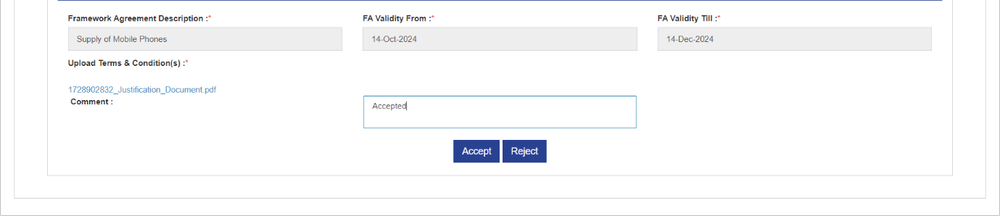 Framework Agreement Description :*
FA Validity From :*
FA Validity Till :*
Supply of Mobile Phones
14-Oct-2024
14-Dec-2024
Upload Terms & Condition(s) :*
1728902832_Justification_Document.pdf
Comment :
Accepted
Accept
Reject